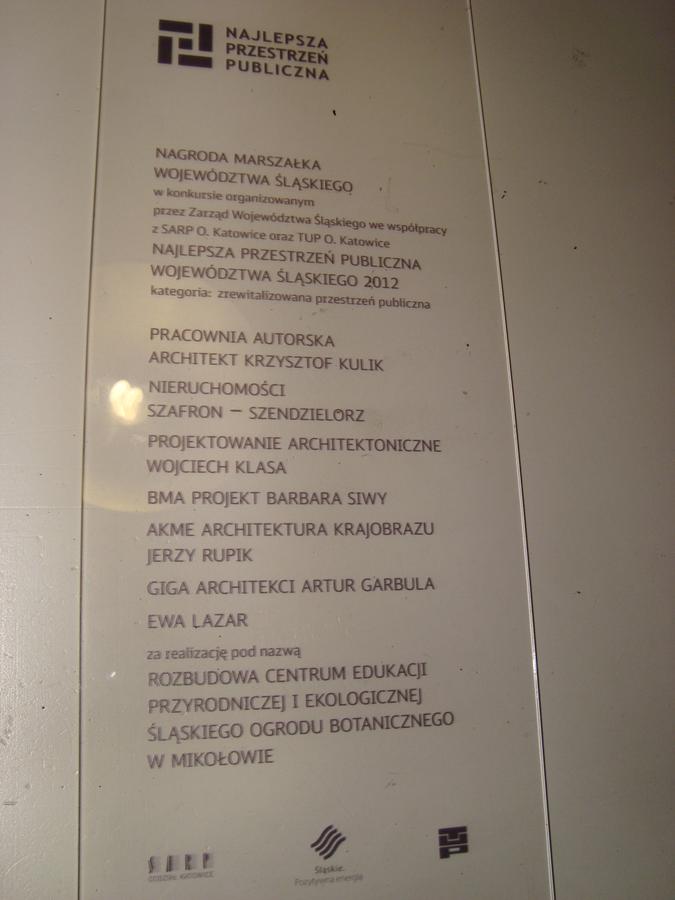 NAJLEPSZA
PRZESTRZEŃ
PUBLICZNA
NAGRODA MARSZAŁKA
WOJEWÓDZTWA ŚLĄSKIEGO
w konkursie organizowanym
przez Zarząd Województwa Śląskiego we współpracy
z SARP O. Katowice oraz TUP O. Katowice
NAJLEPSZA PRZESTRZEŃ PUBLICZNA
WOJEWÓDZTWA ŚLĄSKIEGO 2012
kategoria: zrewitalizowana przestrzeń publiczna
PRACOWNIA AUTORSKA
ARCHITEKT KRZYSZTOF KULIK
NIERUCHOMOŚCI
SZAFRON – SZENDZIELORZ
PROJEKTOWANIE ARCHITEKTONICZNE
WOJCIECH KLASA
BMA PROJEKT BARBARA SIWY
AKME ARCHITEKTURA KRAJOBRAZU
JERZY RUPIK
GIGA ARCHITEKCI ARTUR GARBULA
EWA LAZAR
za realizację pod nazwą
ROZBUDOWA CENTRUM EDUKACJI
PRZYRODNICZEJ I EKOLOGICZNEJ
ŚLĄSKIEGO OGRODU BOTANICZNEGO
W MIKOŁOWIE
SARP
ODDZIAŁ KATOWICE
Śląskie.
Pozytywna energia
TUP